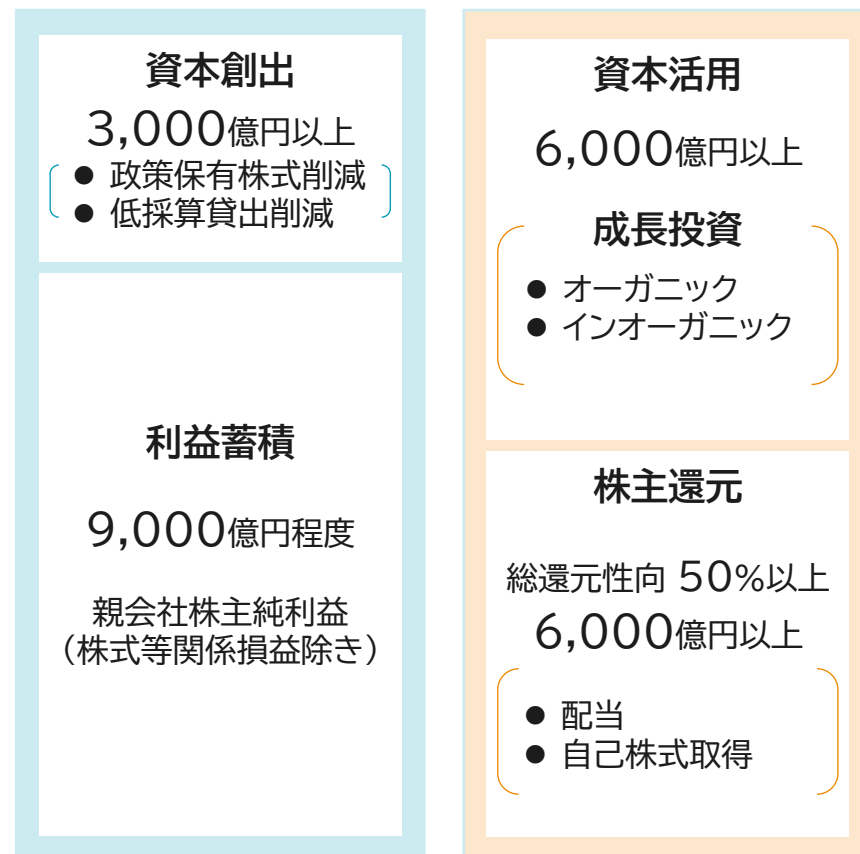 資本創出
3,000億円以上
● 政策保有株式削減
● 低採算貸出削減
利益蓄積
9,000億円程度
親会社株主純利益
（株式等関係損益除き）
資本活用
6,000億円以上
成長投資
● オーガニック
● インオーガニック
株主還元
総還元性向 50%以上
6,000億円以上
● 配当
● 自己株式取得